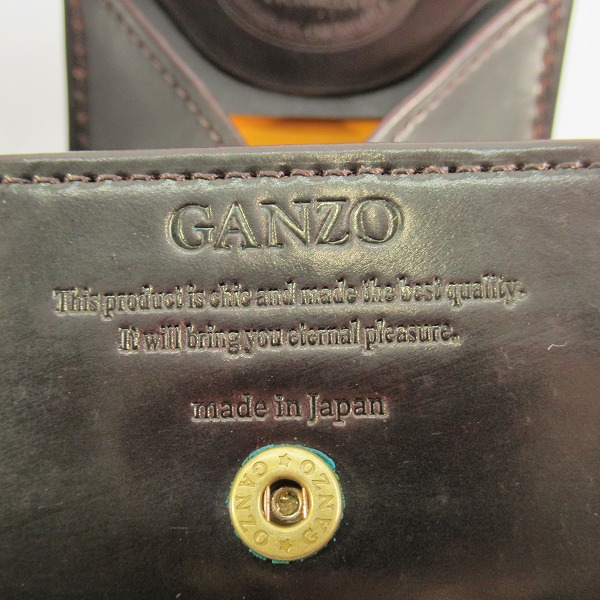 GANZO
This product is chic and made the best quality.
It will bring you eternal pleasure.
made in Japan
GANZO ★ GANZO ★